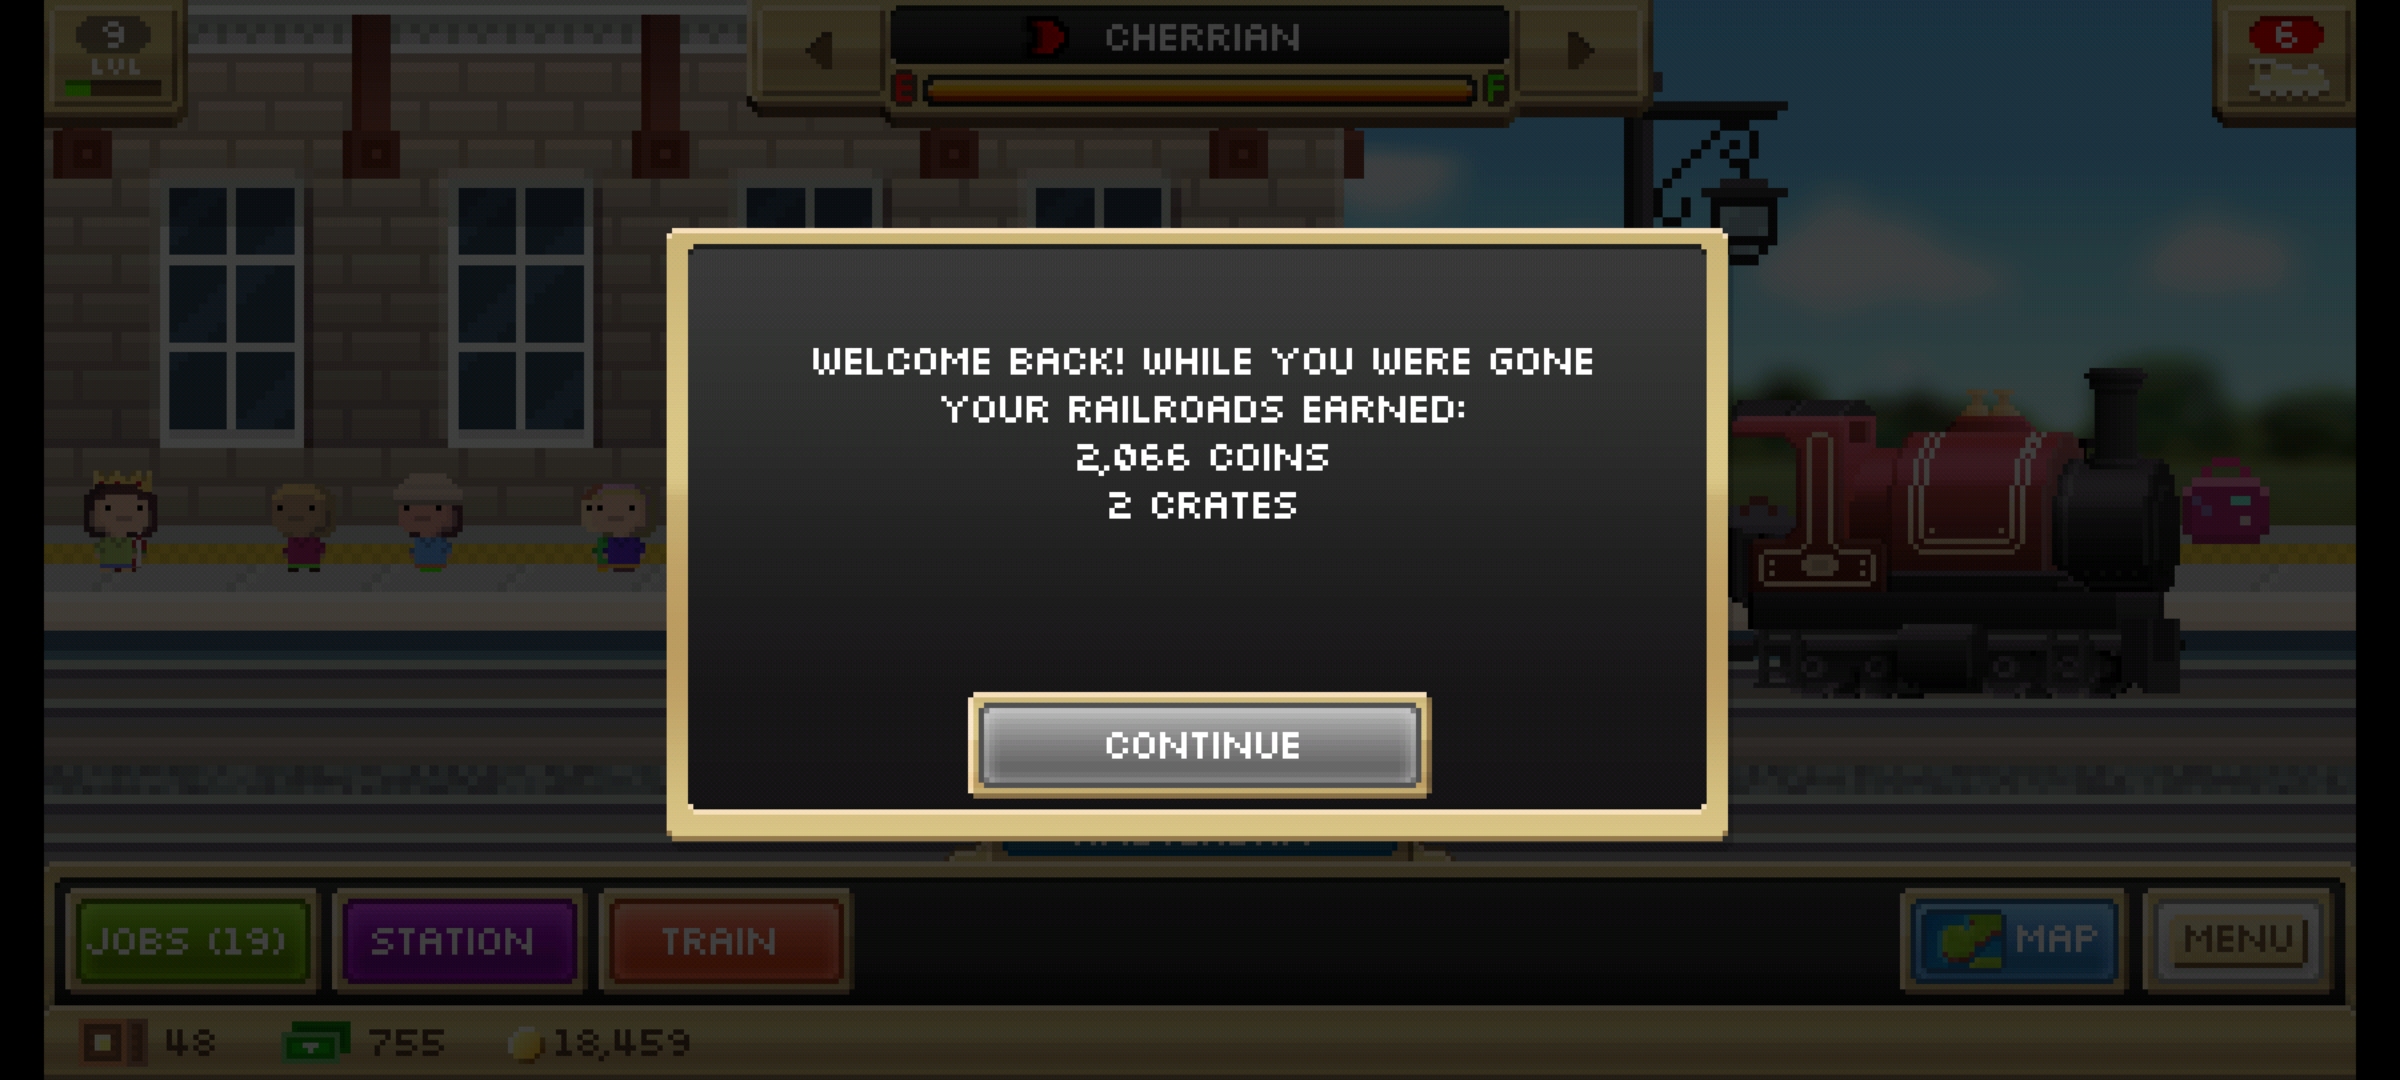 9
LVL
CHERRIAN
E F
6
WELCOME BACK! WHILE YOU WERE GONE
YOUR RAILROADS EARNED:
2,066 COINS
2 CRATES
CONTINUE
JOBS (19) STATION TRAIN MAP MENU
48 755 18,459